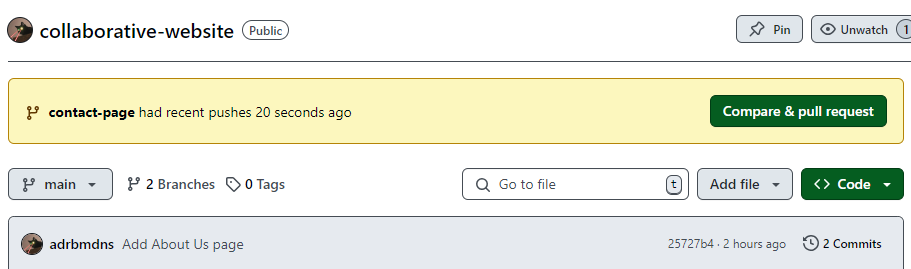 collaborative-website Public Pin Unwatch 1
contact-page had recent pushes 20 seconds ago Compare & pull request
main 2 Branches 0 Tags Go to file t Add file Code
adrbmdns Add About Us page 25727b4 · 2 hours ago 2 Commits